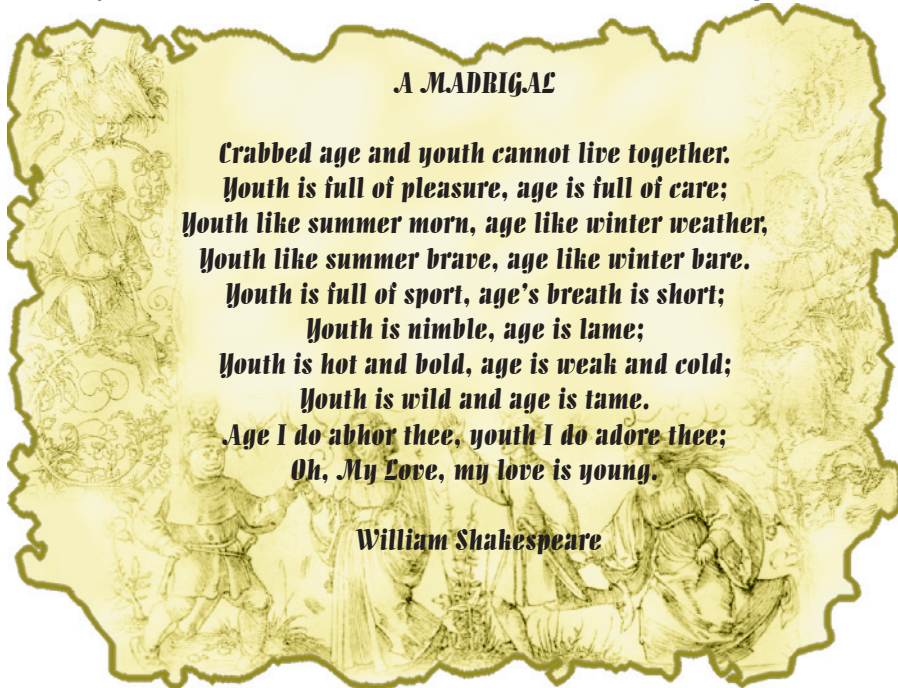 A MADRIGAL
Crabbed age and youth cannot live together.
Youth is full of pleasure, age is full of care;
Youth like summer morn, age like winter weather,
Youth like summer brave, age like winter bare.
Youth is full of sport, age's breath is short;
Youth is nimble, age is lame;
Youth is hot and bold, age is weak and cold;
Youth is wild and age is tame.
Age I do abhor thee, youth I do adore thee;
Oh, My Love, my love is young.
William Shakespeare